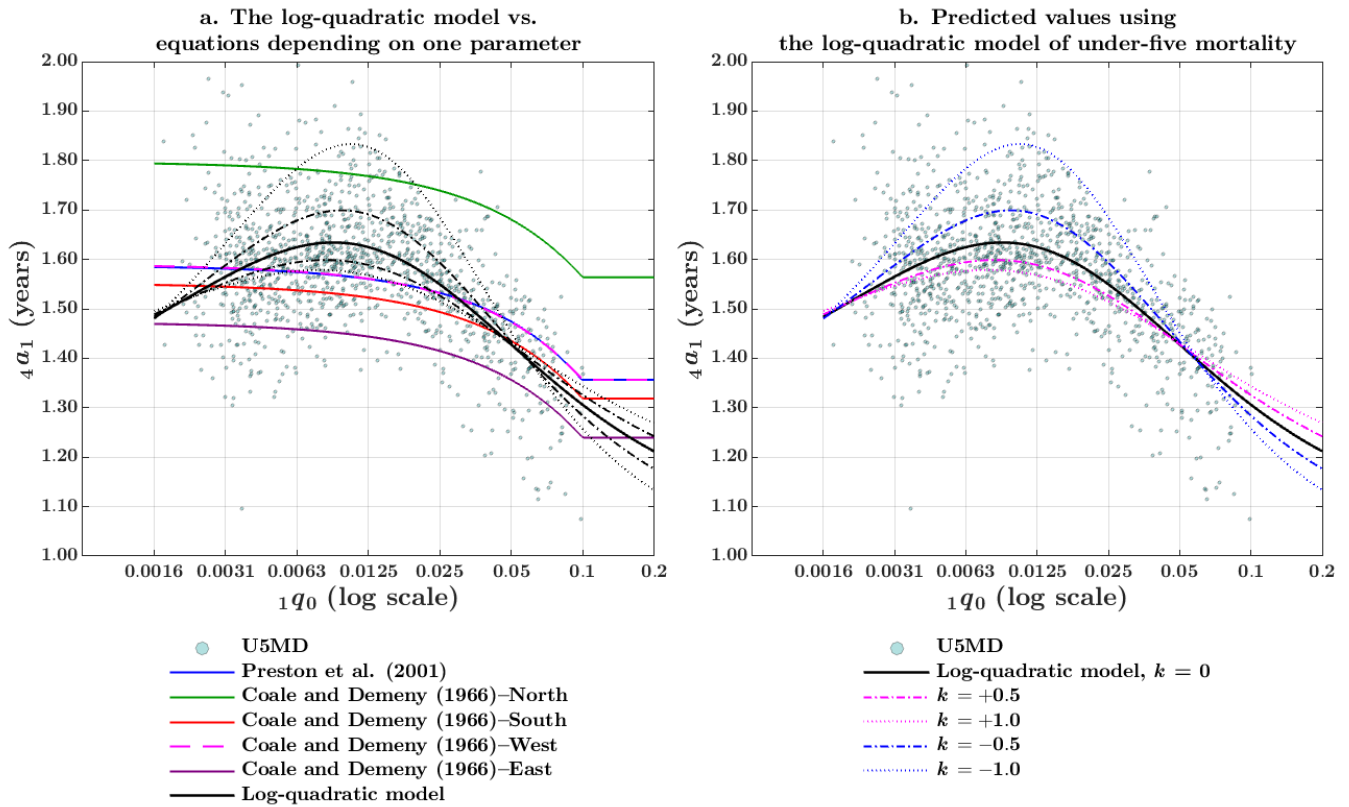 a. The log-quadratic model vs.
equations depending on one parameter
2.00
1.90
1.80
1.70
1.60
1.50
1.40
1.30
1.20
1.10
1.00
₄a₁ (years)
0.0016 0.0031 0.0063 0.0125 0.025 0.05 0.1 0.2
₁q₀ (log scale)
U5MD
Preston et al. (2001)
Coale and Demeny (1966)–North
Coale and Demeny (1966)–South
Coale and Demeny (1966)–West
Coale and Demeny (1966)–East
Log-quadratic model
b. Predicted values using
the log-quadratic model of under-five mortality
2.00
1.90
1.80
1.70
1.60
1.50
1.40
1.30
1.20
1.10
1.00
₄a₁ (years)
0.0016 0.0031 0.0063 0.0125 0.025 0.05 0.1 0.2
₁q₀ (log scale)
U5MD
Log-quadratic model, k = 0
k = +0.5
k = +1.0
k = −0.5
k = −1.0